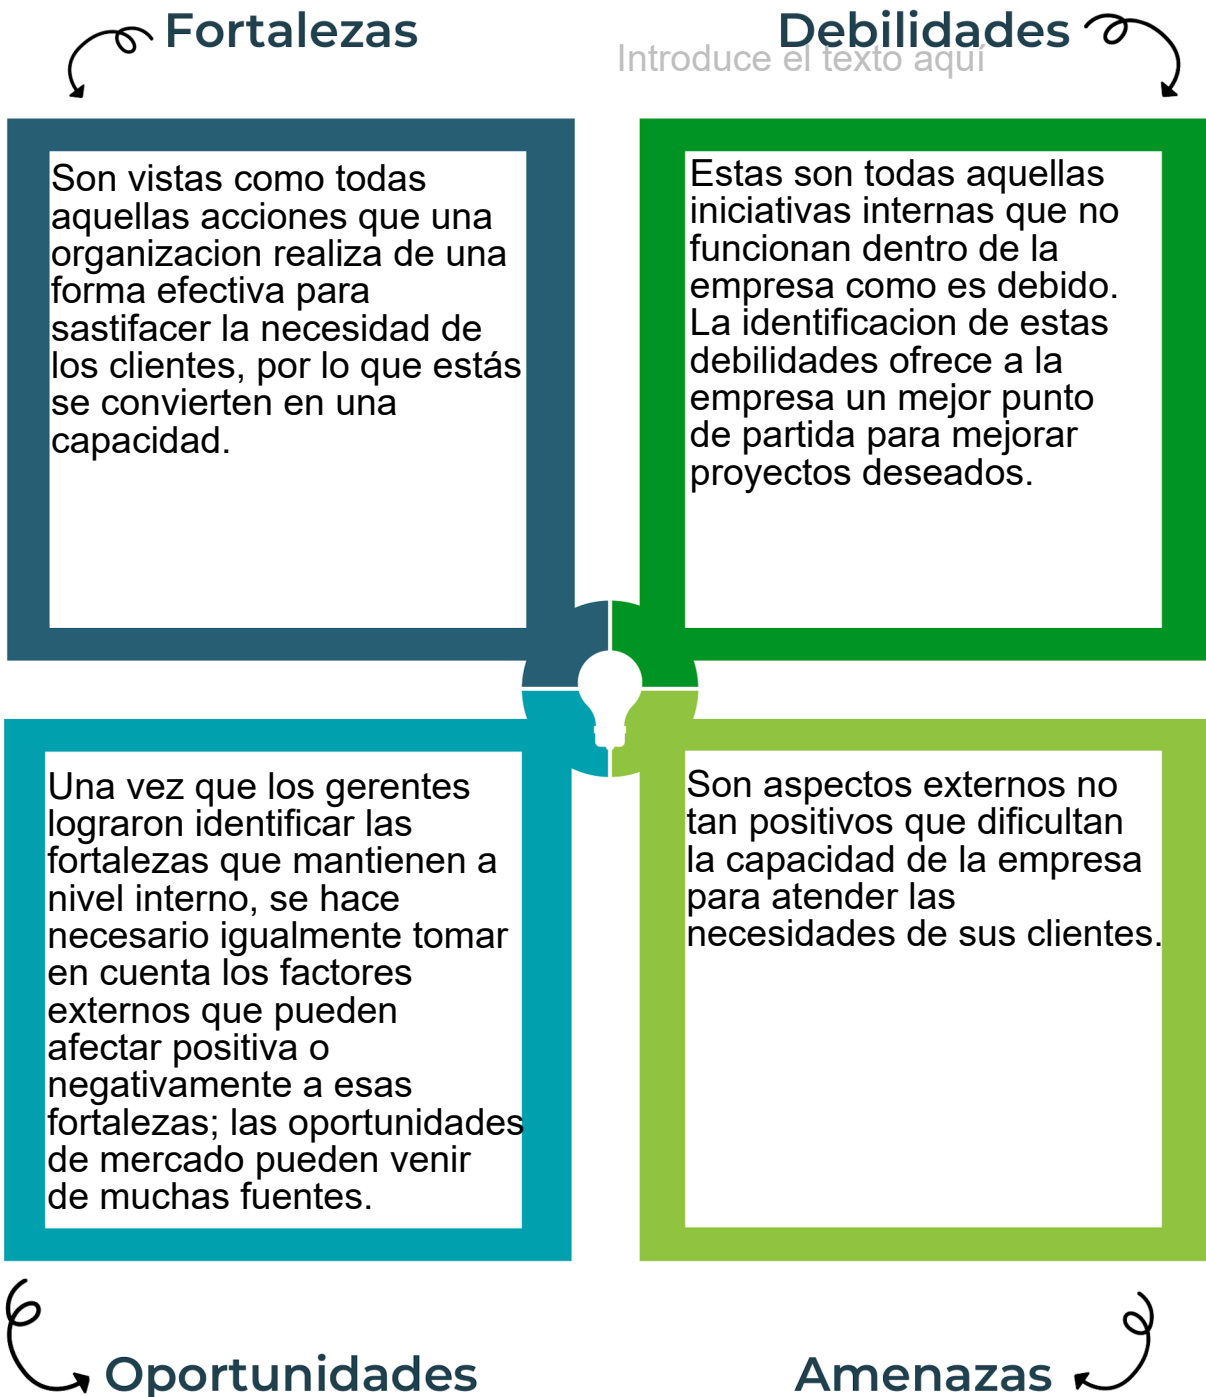 Fortalezas
Debilidades
Introduce el texto aquí
Son vistas como todas
aquellas acciones que una
organizacion realiza de una
forma efectiva para
sastifacer la necesidad de
los clientes, por lo que estás
se convierten en una
capacidad.
Estas son todas aquellas
iniciativas internas que no
funcionan dentro de la
empresa como es debido.
La identificacion de estas
debilidades ofrece a la
empresa un mejor punto
de partida para mejorar
proyectos deseados.
Una vez que los gerentes
lograron identificar las
fortalezas que mantienen a
nivel interno, se hace
necesario igualmente tomar
en cuenta los factores
externos que pueden
afectar positiva o
negativamente a esas
fortalezas; las oportunidades
de mercado pueden venir
de muchas fuentes.
Son aspectos externos no
tan positivos que dificultan
la capacidad de la empresa
para atender las
necesidades de sus clientes.
Oportunidades
Amenazas